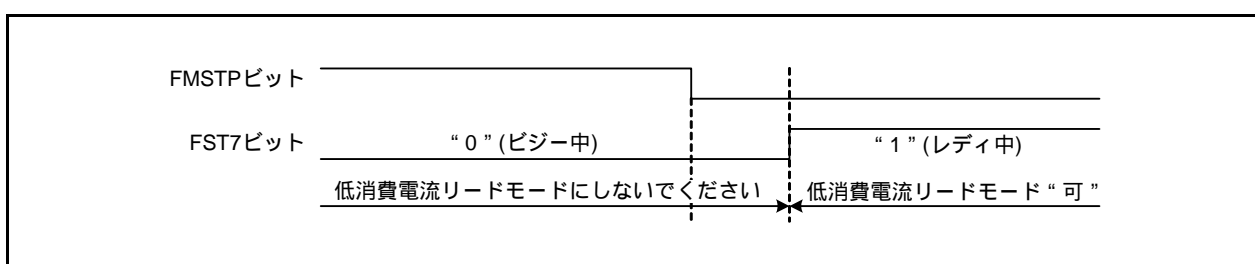 FMSTPビット
FST7ビット “ 0 ” (ビジー中) “ 1 ” (レディ中)
低消費電流リードモードにしないでください 低消費電流リードモード “ 可 ”